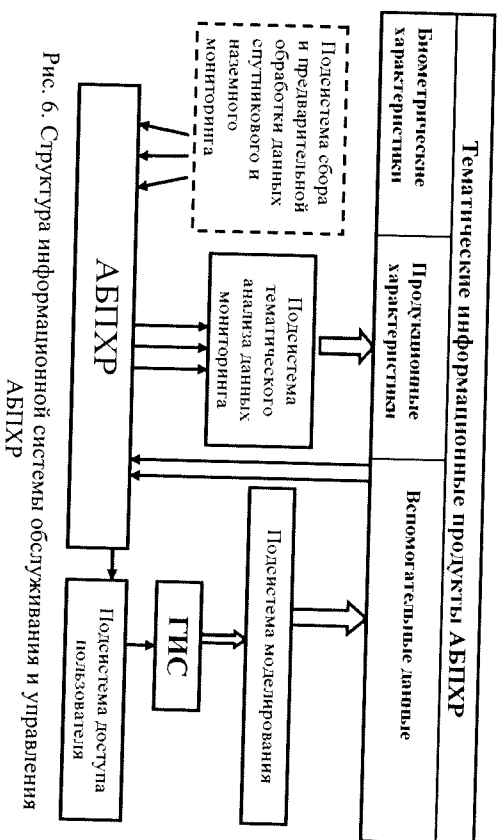 Тематические информационные продукты АБПХР
Биометрические
характеристики
Продукционные
характеристики
Вспомогательные данные
Подсистема сбора
и предварительной
обработки данных
спутникового и
наземного
мониторинга
Подсистема
тематического
анализа данных
мониторинга
Подсистема моделирования
ГИС
АБПХР
Подсистема доступа
пользователя
Рис. 6. Структура информационной системы обслуживания и управления
АБПХР